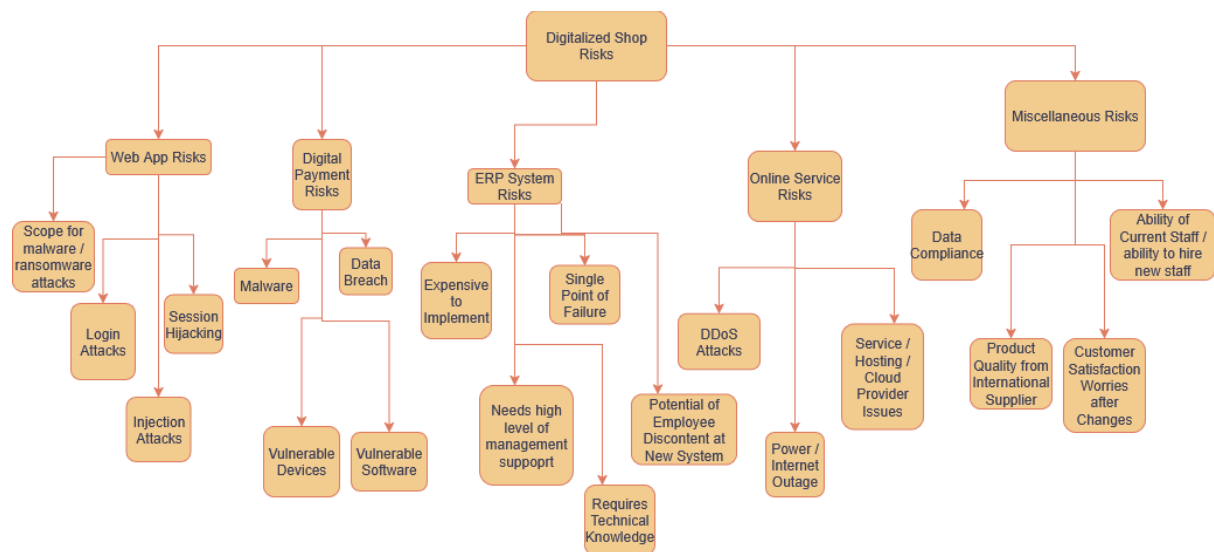 Digitalized Shop
Risks
Web App Risks
Digital
Payment
Risks
ERP System
Risks
Online Service
Risks
Miscellaneous Risks
Scope for
malware /
ransomware
attacks
Login
Attacks
Session
Hijacking
Injection
Attacks
Malware
Data
Breach
Vulnerable
Devices
Vulnerable
Software
Expensive
to
Implement
Single
Point of
Failure
Needs high
level of
management
suppoprt
Requires
Technical
Knowledge
Potential of
Employee
Discontent at
New System
DDoS
Attacks
Service /
Hosting /
Cloud
Provider
Issues
Power /
Internet
Outage
Data
Compliance
Ability of
Current Staff /
ability to hire
new staff
Product
Quality from
International
Supplier
Customer
Satisfaction
Worries
after
Changes